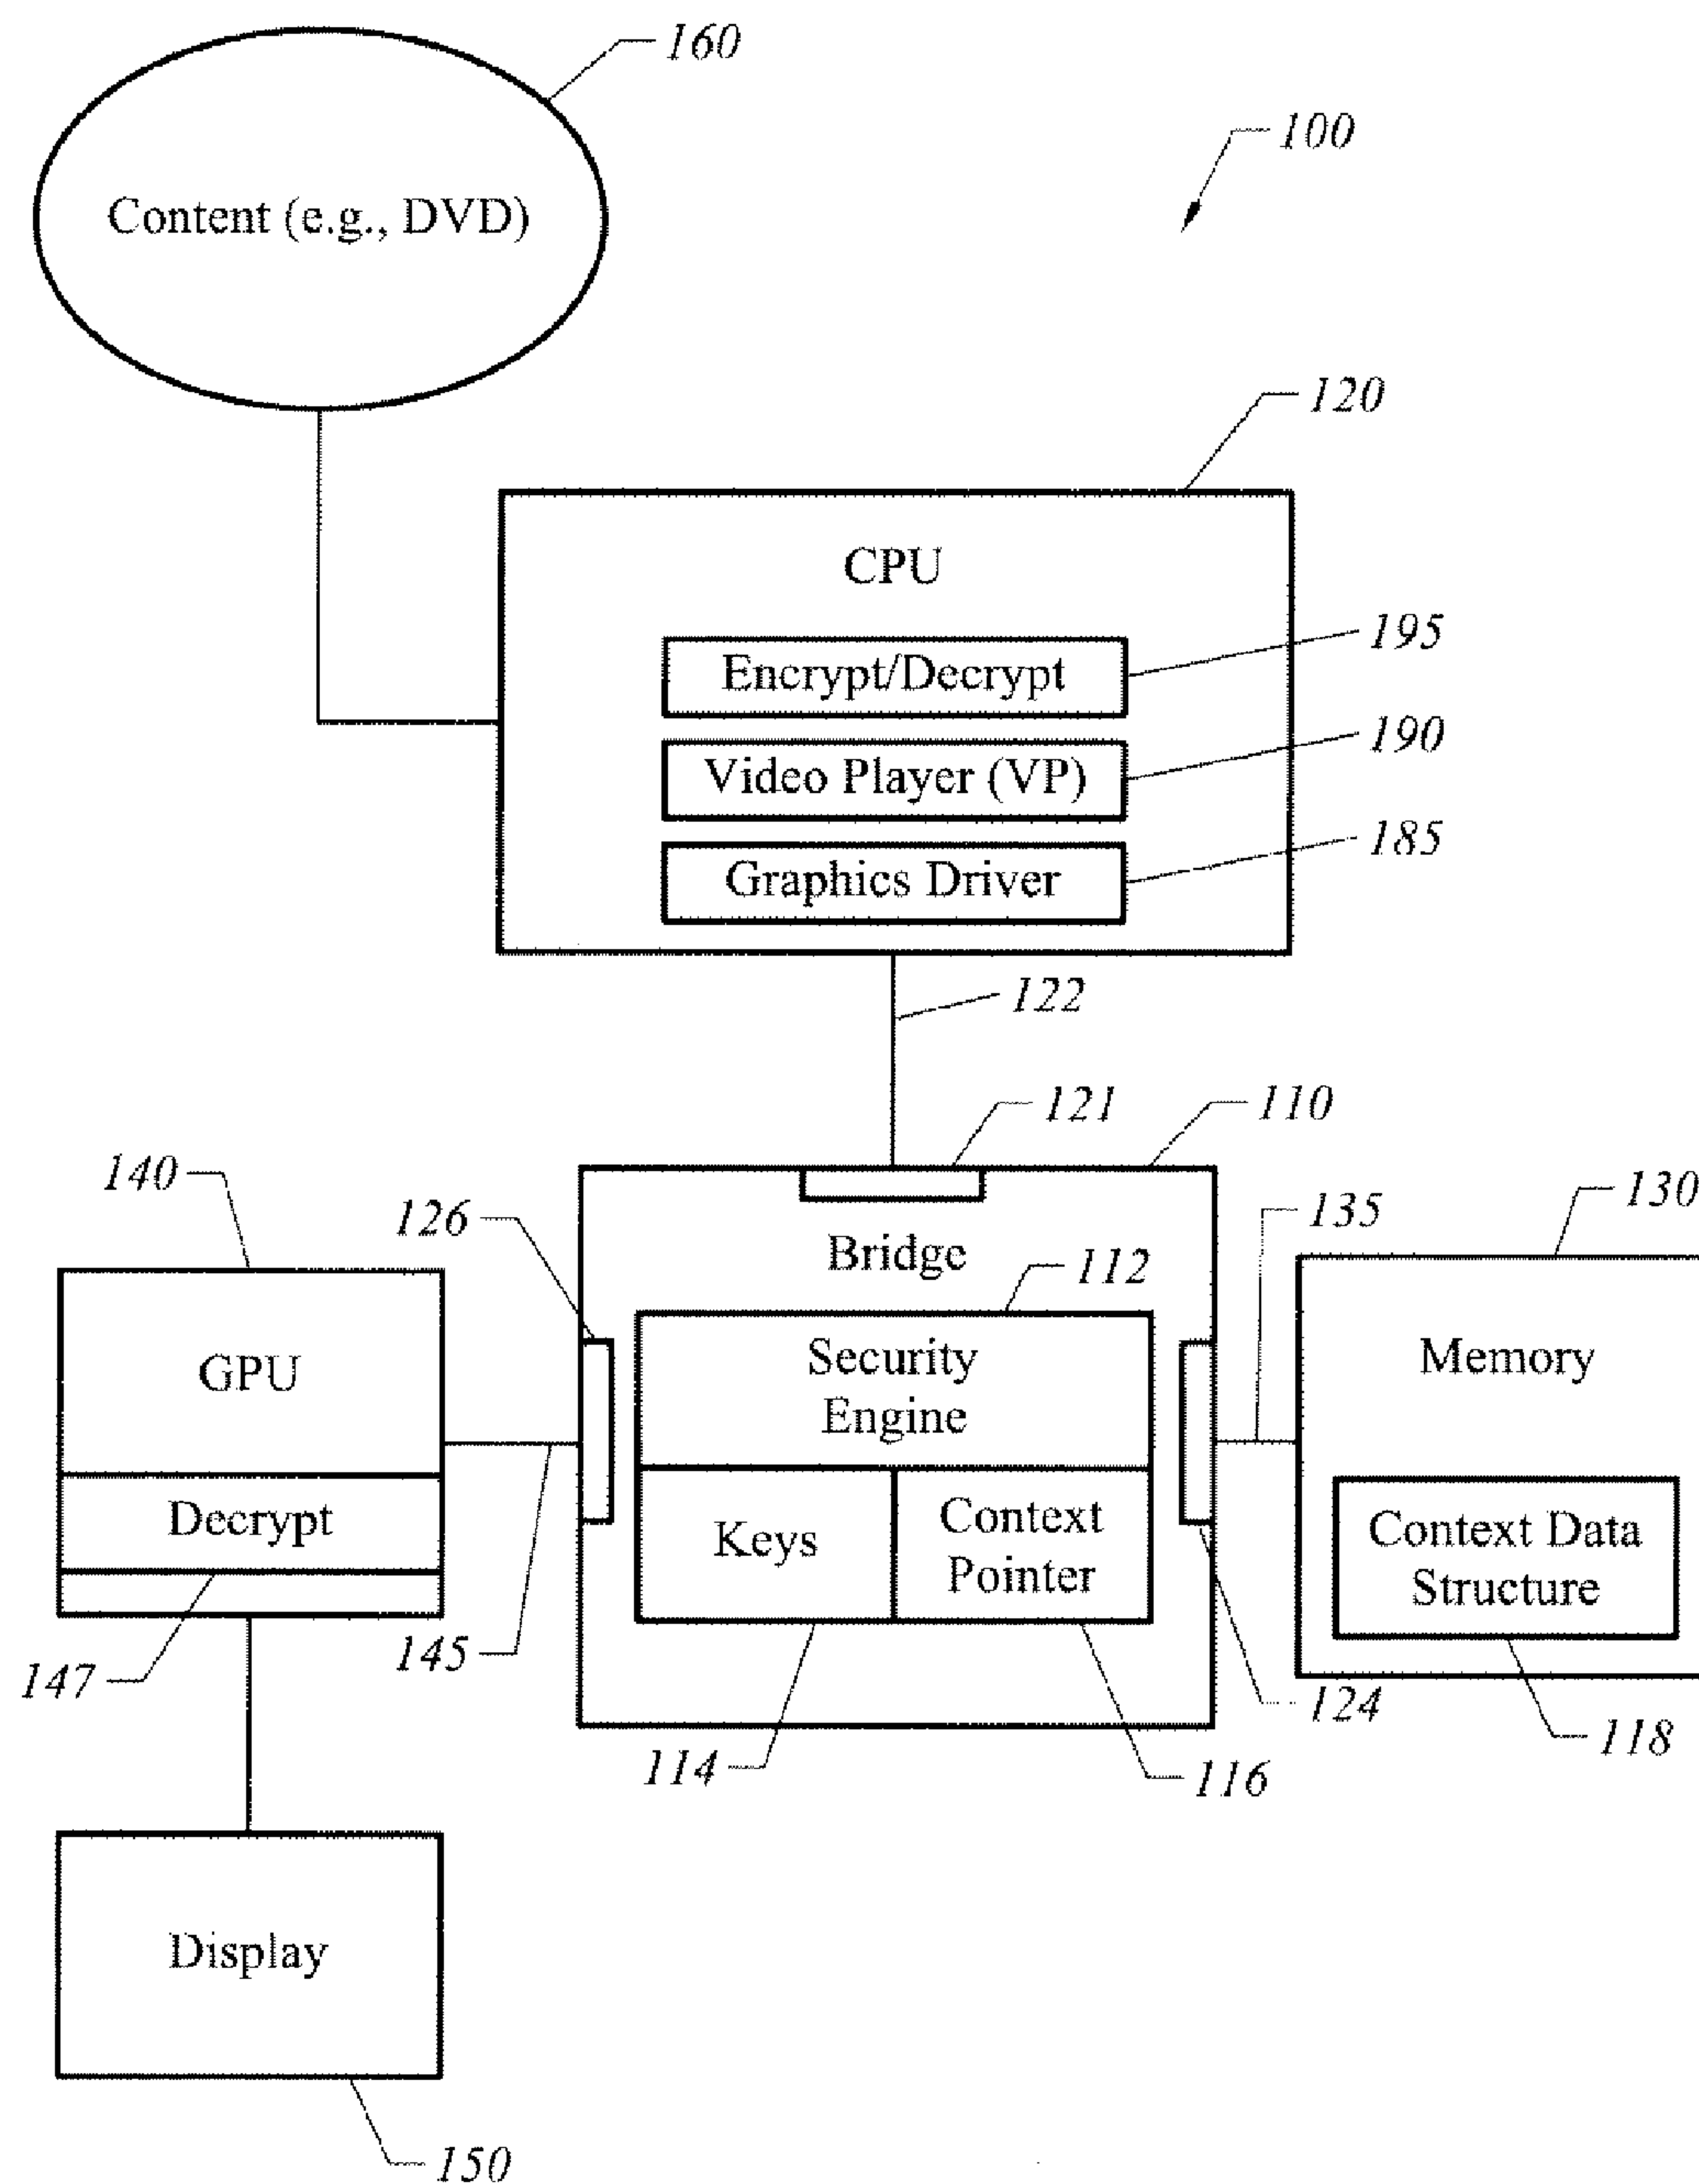 160
100
Content (e.g., DVD)
120
CPU
195
Encrypt/Decrypt
190
Video Player (VP)
185
Graphics Driver
122
121
110
140
130
126
135
Bridge
112
GPU
Security
Engine
Memory
Decrypt
Keys
Context
Pointer
Context Data
Structure
147
145
124
114
116
118
Display
150